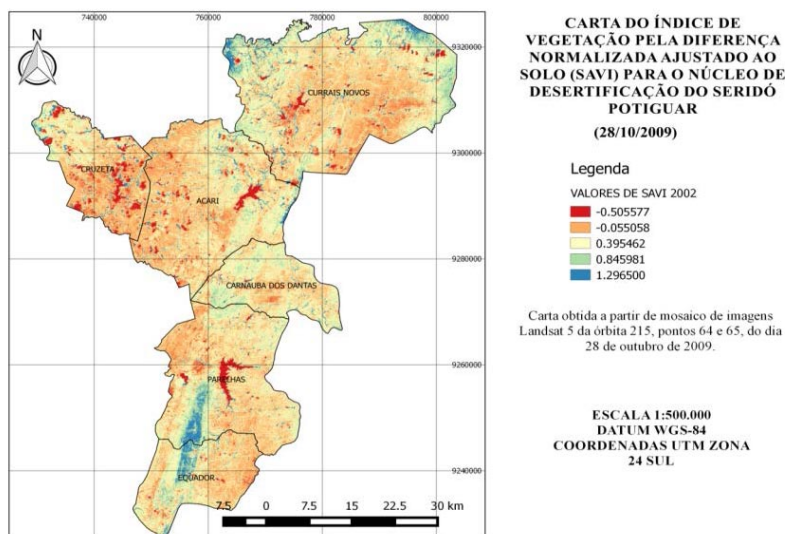 740000
760000
780000
800000
N
9320000
9300000
9280000
9260000
9240000
CURRAIS NOVOS
CRUZETA
ACARI
CARNAUBA DOS DANTAS
PARELHAS
EQUADOR
7.5 0 7.5 15 22.5 30 km
CARTA DO ÍNDICE DE
VEGETAÇÃO PELA DIFERENÇA
NORMALIZADA AJUSTADO AO
SOLO (SAVI) PARA O NÚCLEO DE
DESERTIFICAÇÃO DO SERIDÓ
POTIGUAR
(28/10/2009)
Legenda
VALORES DE SAVI 2002
-0.505577
-0.055058
0.395462
0.845981
1.296500
Carta obtida a partir de mosaico de imagens
Landsat 5 da órbita 215, pontos 64 e 65, do dia
28 de outubro de 2009.
ESCALA 1:500.000
DATUM WGS-84
COORDENADAS UTM ZONA
24 SUL